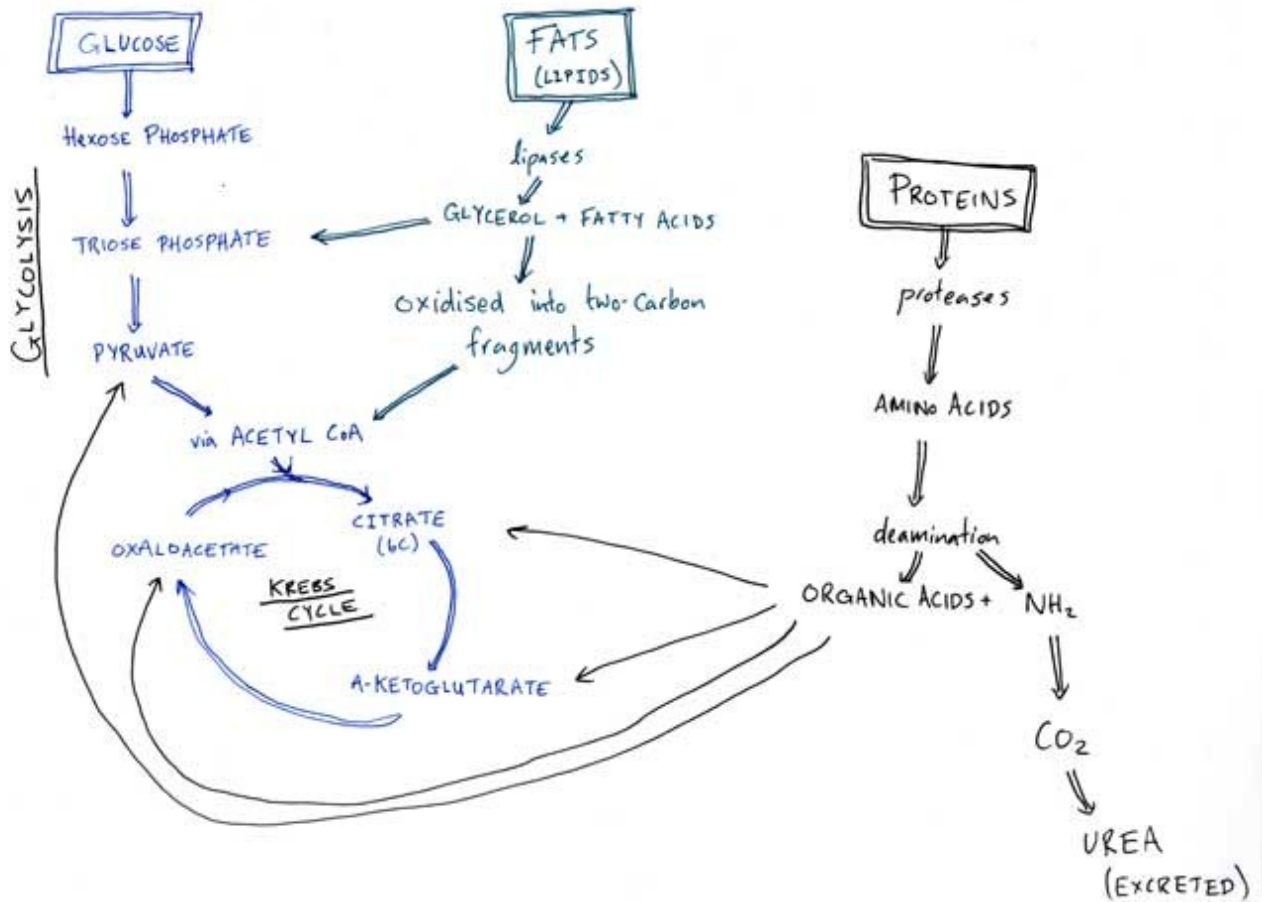 GLUCOSE
Hexose PHOSPHATE
TRIOSE PHOSPHATE
PYRUVATE
GLYCOLYSIS
via ACETYL CoA
CITRATE
(6C)
OXALOACETATE
KREBS
CYCLE
A-KETOGLUTARATE
FATS
(LIPIDS)
lipases
GLYCEROL + FATTY ACIDS
oxidised into two-carbon
fragments
PROTEINS
proteases
AMINO ACIDS
deamination
ORGANIC ACIDS + NH₂
CO₂
UREA
(EXCRETED)